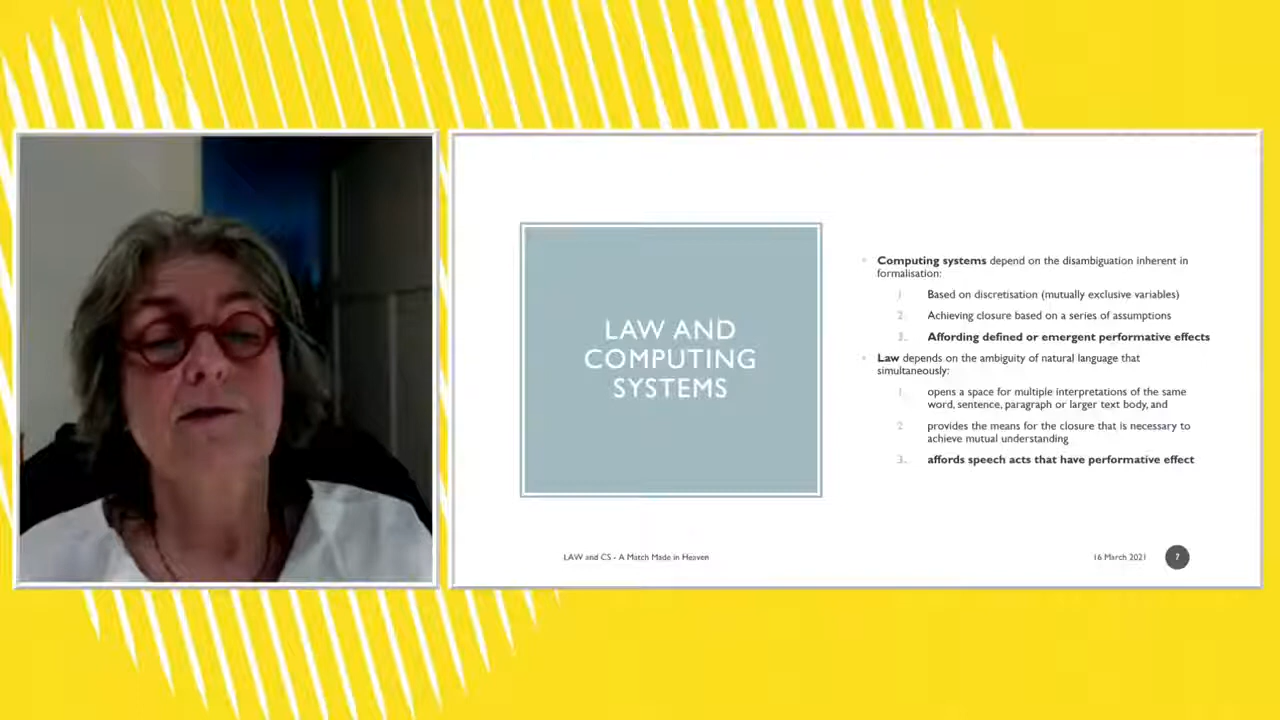 LAW AND
COMPUTING
SYSTEMS
Computing systems depend on the disambiguation inherent in
formalisation:
1. Based on discretisation (mutually exclusive variables)
2. Achieving closure based on a series of assumptions
3. Affording defined or emergent performative effects
Law depends on the ambiguity of natural language that
simultaneously:
1. opens a space for multiple interpretations of the same
word, sentence, paragraph or larger text body, and
2. provides the means for the closure that is necessary to
achieve mutual understanding
3. affords speech acts that have performative effect
LAW and CS - A Match Made in Heaven
16 March 2021
7